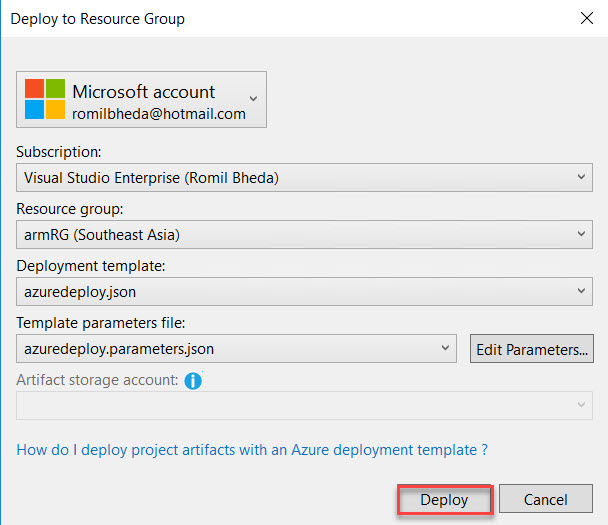 Deploy to Resource Group
Microsoft account
romilbheda@hotmail.com
Subscription:
Visual Studio Enterprise (Romil Bheda)
Resource group:
armRG (Southeast Asia)
Deployment template:
azuredeploy.json
Template parameters file:
azuredeploy.parameters.json
Edit Parameters...
Artifact storage account:
How do I deploy project artifacts with an Azure deployment template ?
Deploy
Cancel